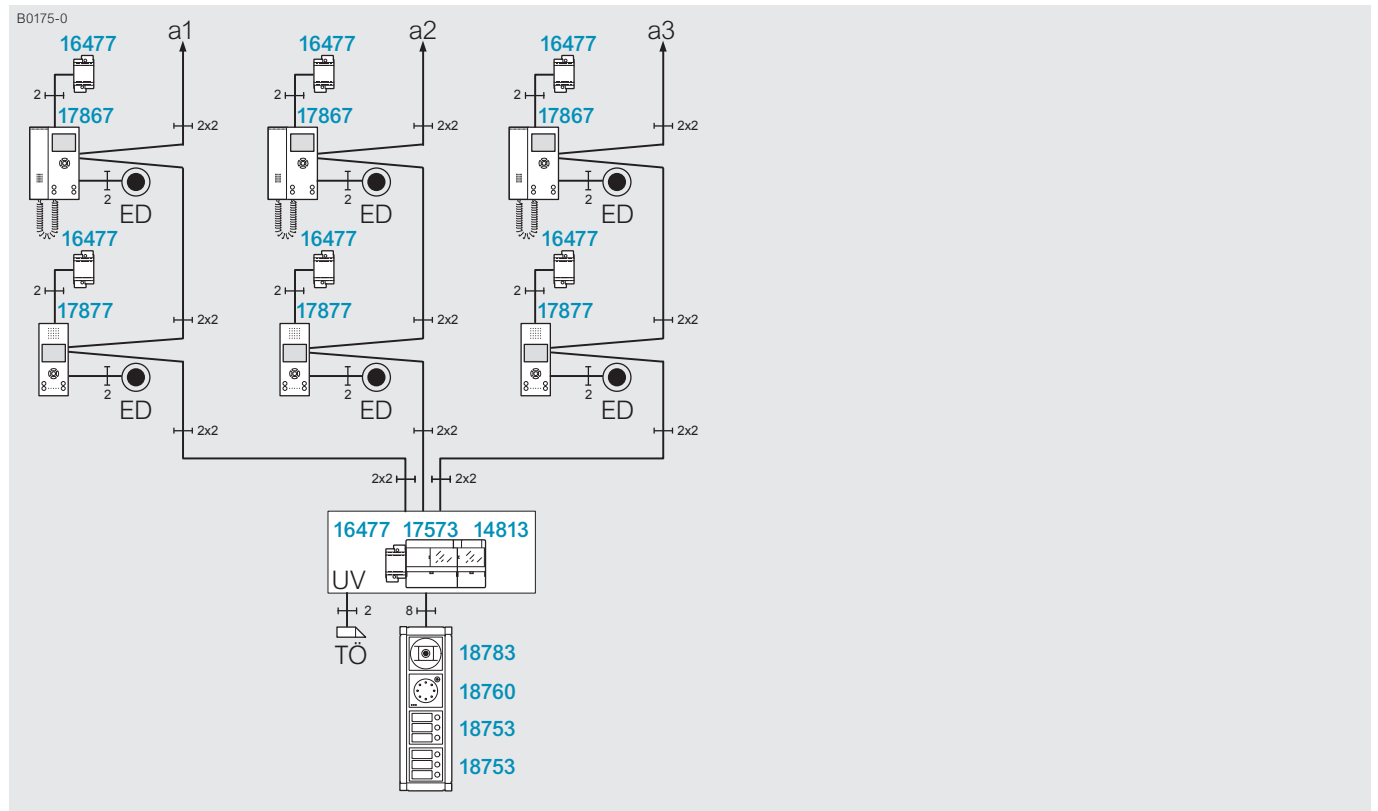 B0175-0
a1 a2 a3
16477 16477 16477
2 2 2
17867 17867 17867
2x2 2x2 2x2
2 2 2
ED ED ED
16477 16477 16477
2 2 2
17877 17877 17877
2x2 2x2 2x2
2 2 2
ED ED ED
2x2 2x2 2x2
2x2 2x2
16477 17573 14813
UV
2 8
TÖ
18783
18760
18753
18753